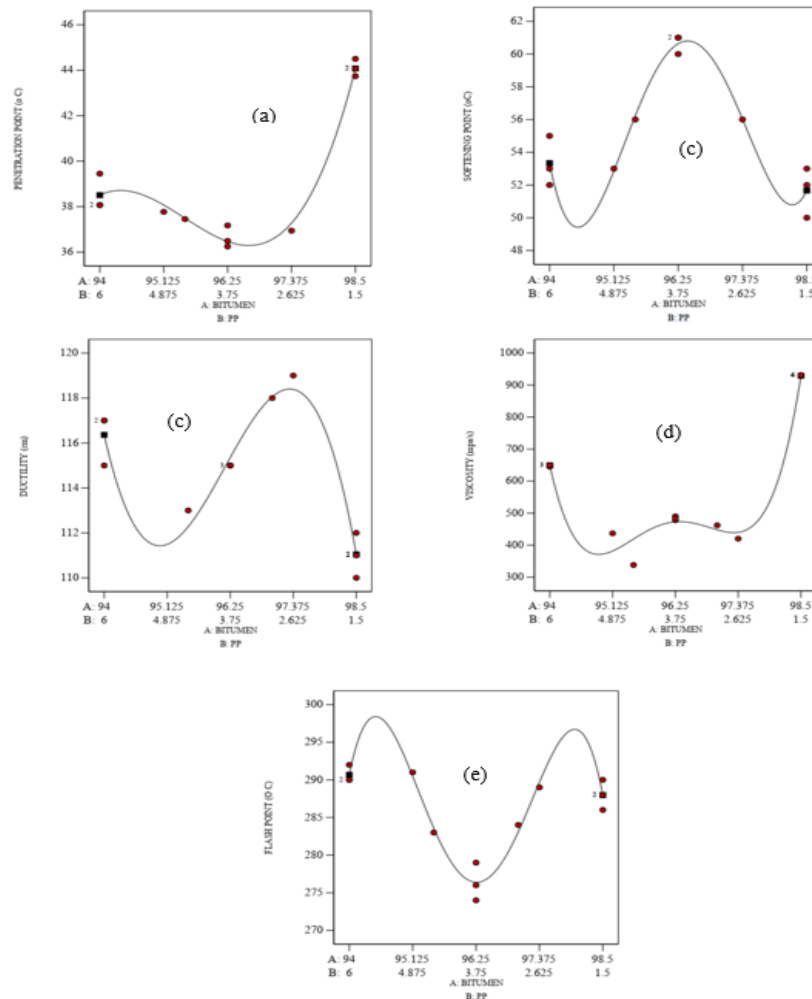 46
44
42
40
38
36
PENETRATION POINT (o C)
(a)
2
2
A: 94 95.125 96.25 97.375 98.5
B: 6 4.875 3.75 2.625 1.5
A: BITUMEN
B: PP
62
60
58
56
54
52
50
48
SOFTENING POINT (oC)
2
(c)
A: 94 95.125 96.25 97.375 98.5
B: 6 4.875 3.75 2.625 1.5
A: BITUMEN
B: PP
120
118
116
114
112
110
DUCTILITY (cm)
2
(c)
3
2
A: 94 95.125 96.25 97.375 98.5
B: 6 4.875 3.75 2.625 1.5
A: BITUMEN
B: PP
1000
900
800
700
600
500
400
300
VISCOSITY (mpa/s)
4
(d)
3
A: 94 95.125 96.25 97.375 98.5
B: 6 4.875 3.75 2.625 1.5
A: BITUMEN
B: PP
300
295
290
285
280
275
270
FLASH POINT (O C)
(e)
2
2
A: 94 95.125 96.25 97.375 98.5
B: 6 4.875 3.75 2.625 1.5
A: BITUMEN
B: PP